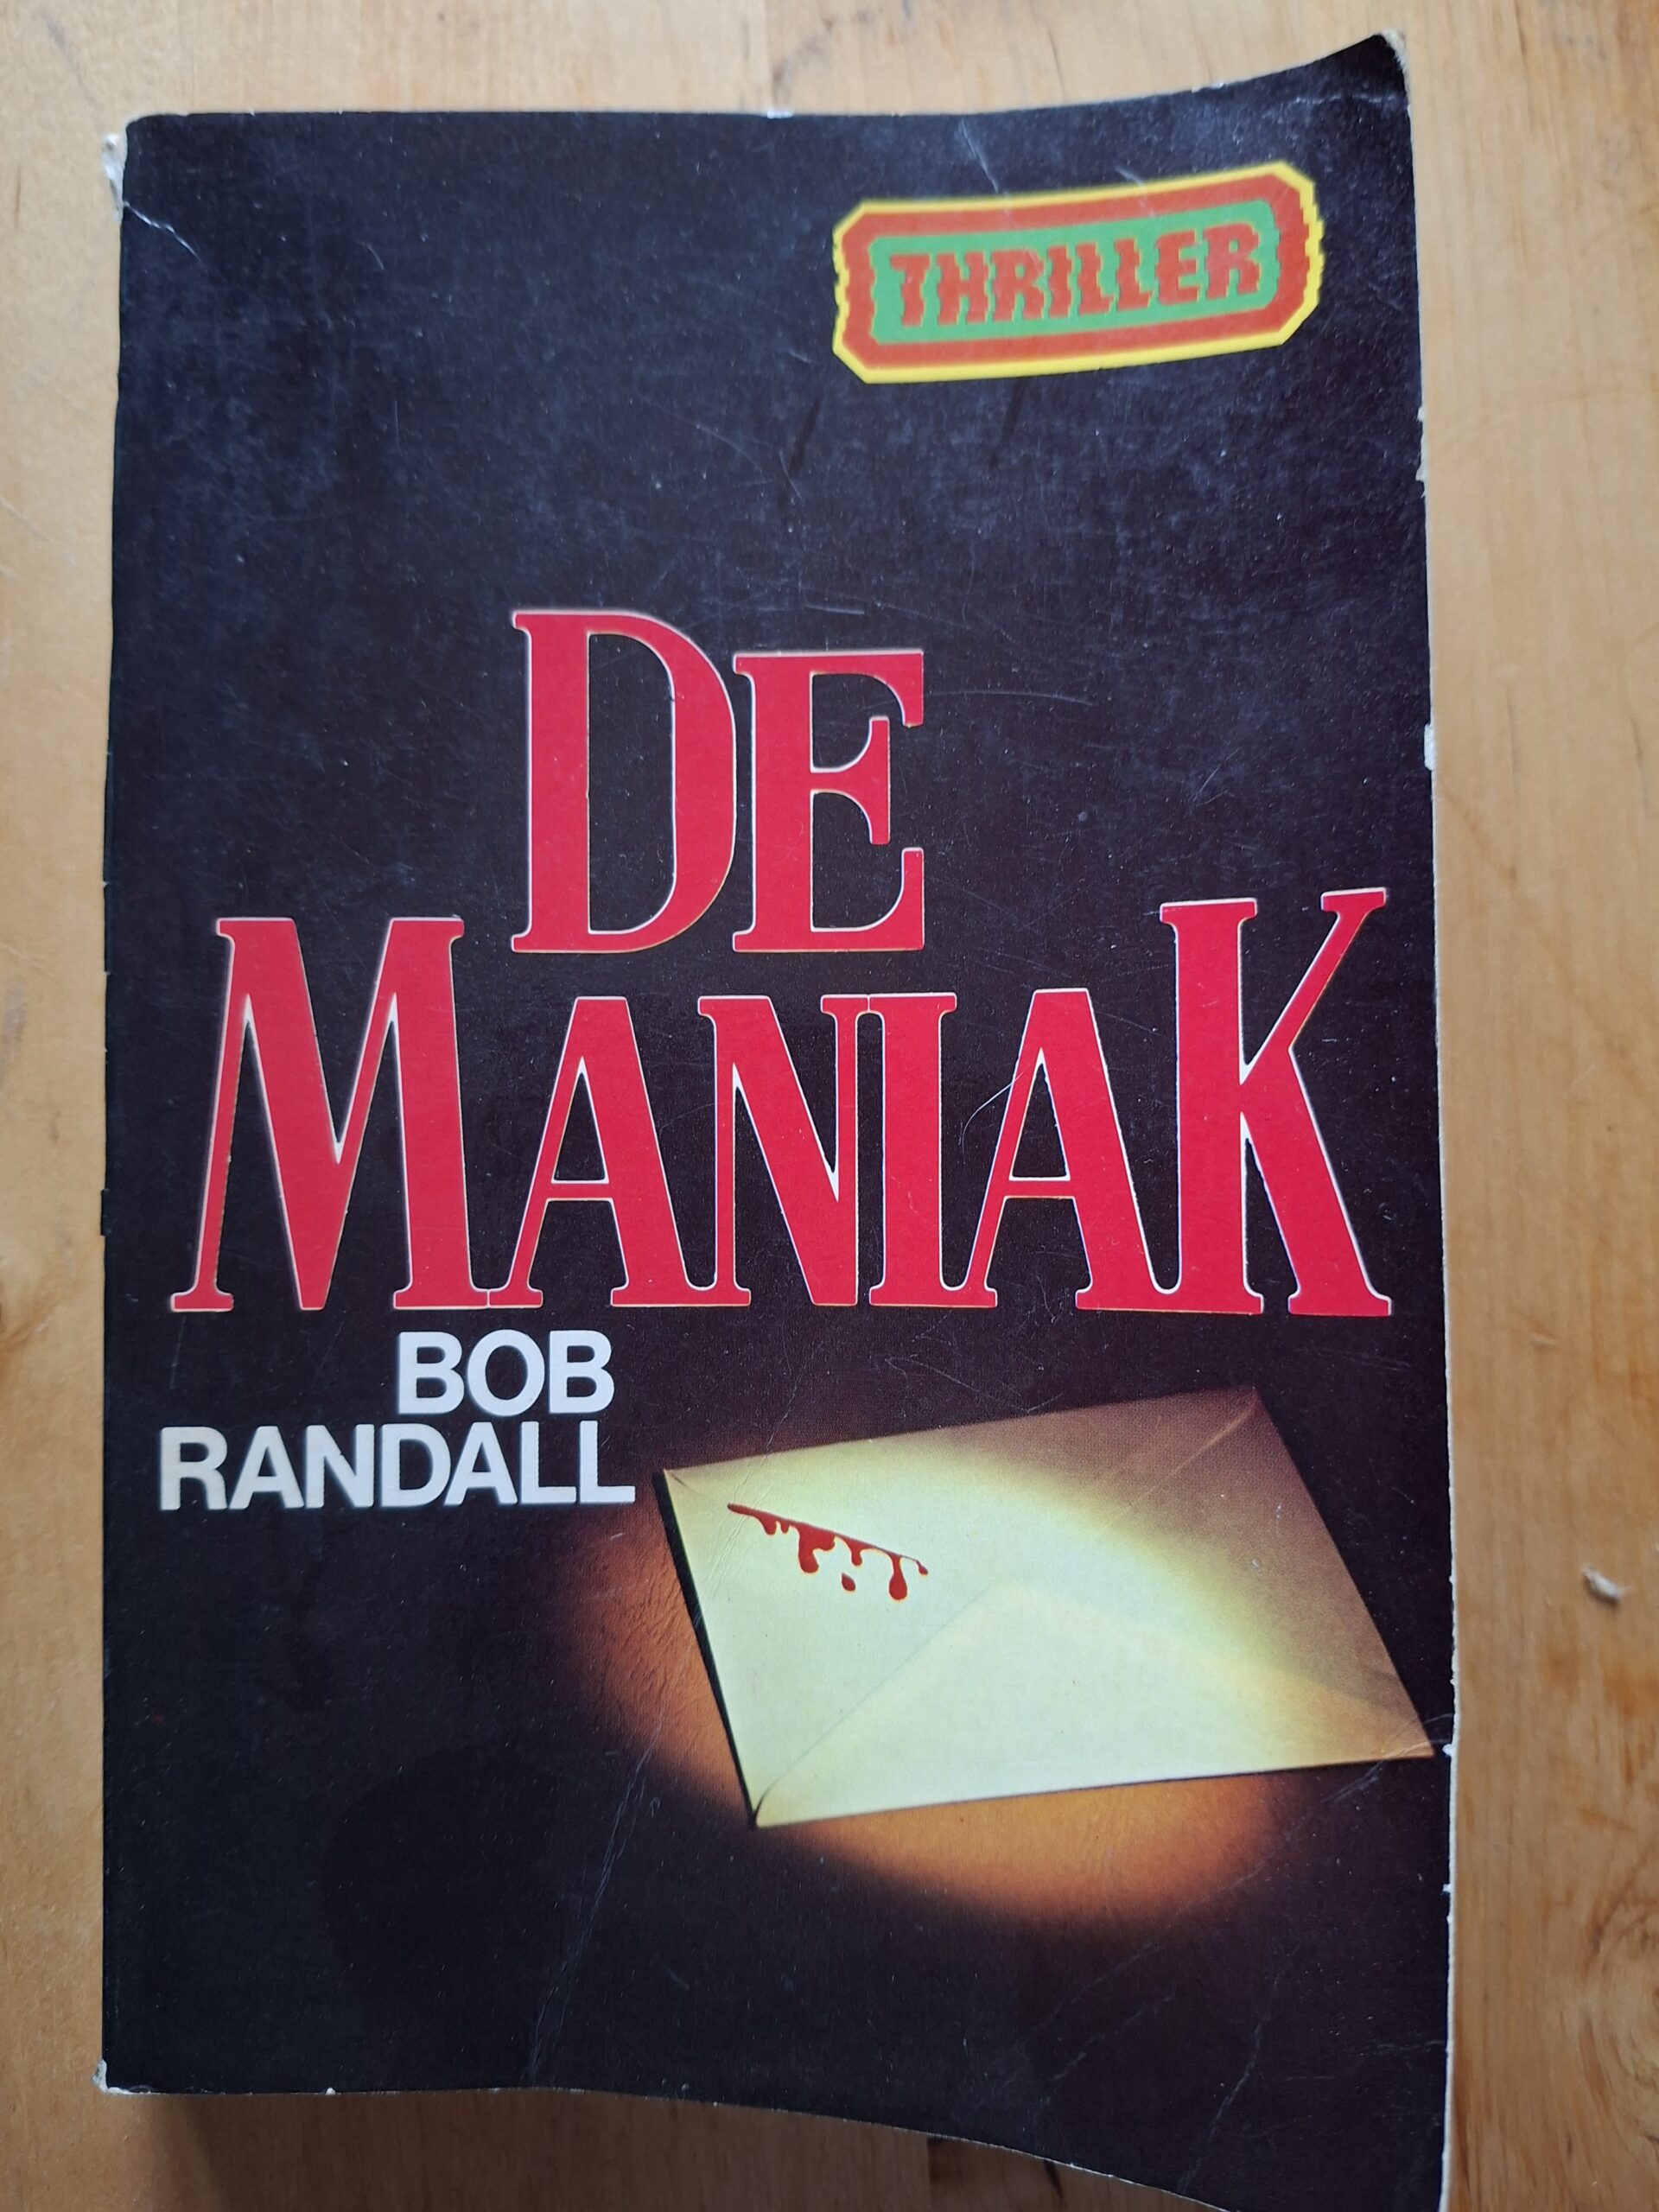 THRILLER
DE
MANIAK
BOB
RANDALL